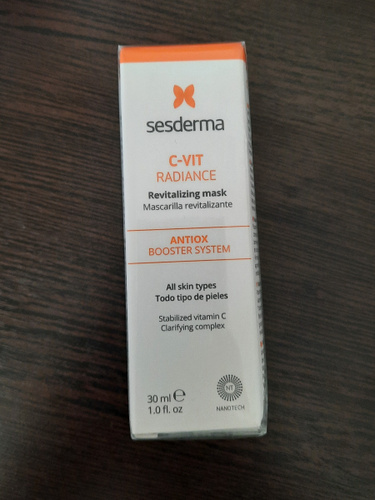 sesderma
C-VIT
RADIANCE
Revitalizing mask
Mascarilla revitalizante
ANTIOX
BOOSTER SYSTEM
All skin types
Todo tipo de pieles
Stabilized vitamin C
Clarifying complex
30 ml ℮
1.0 fl. oz
NT
NANOTECH